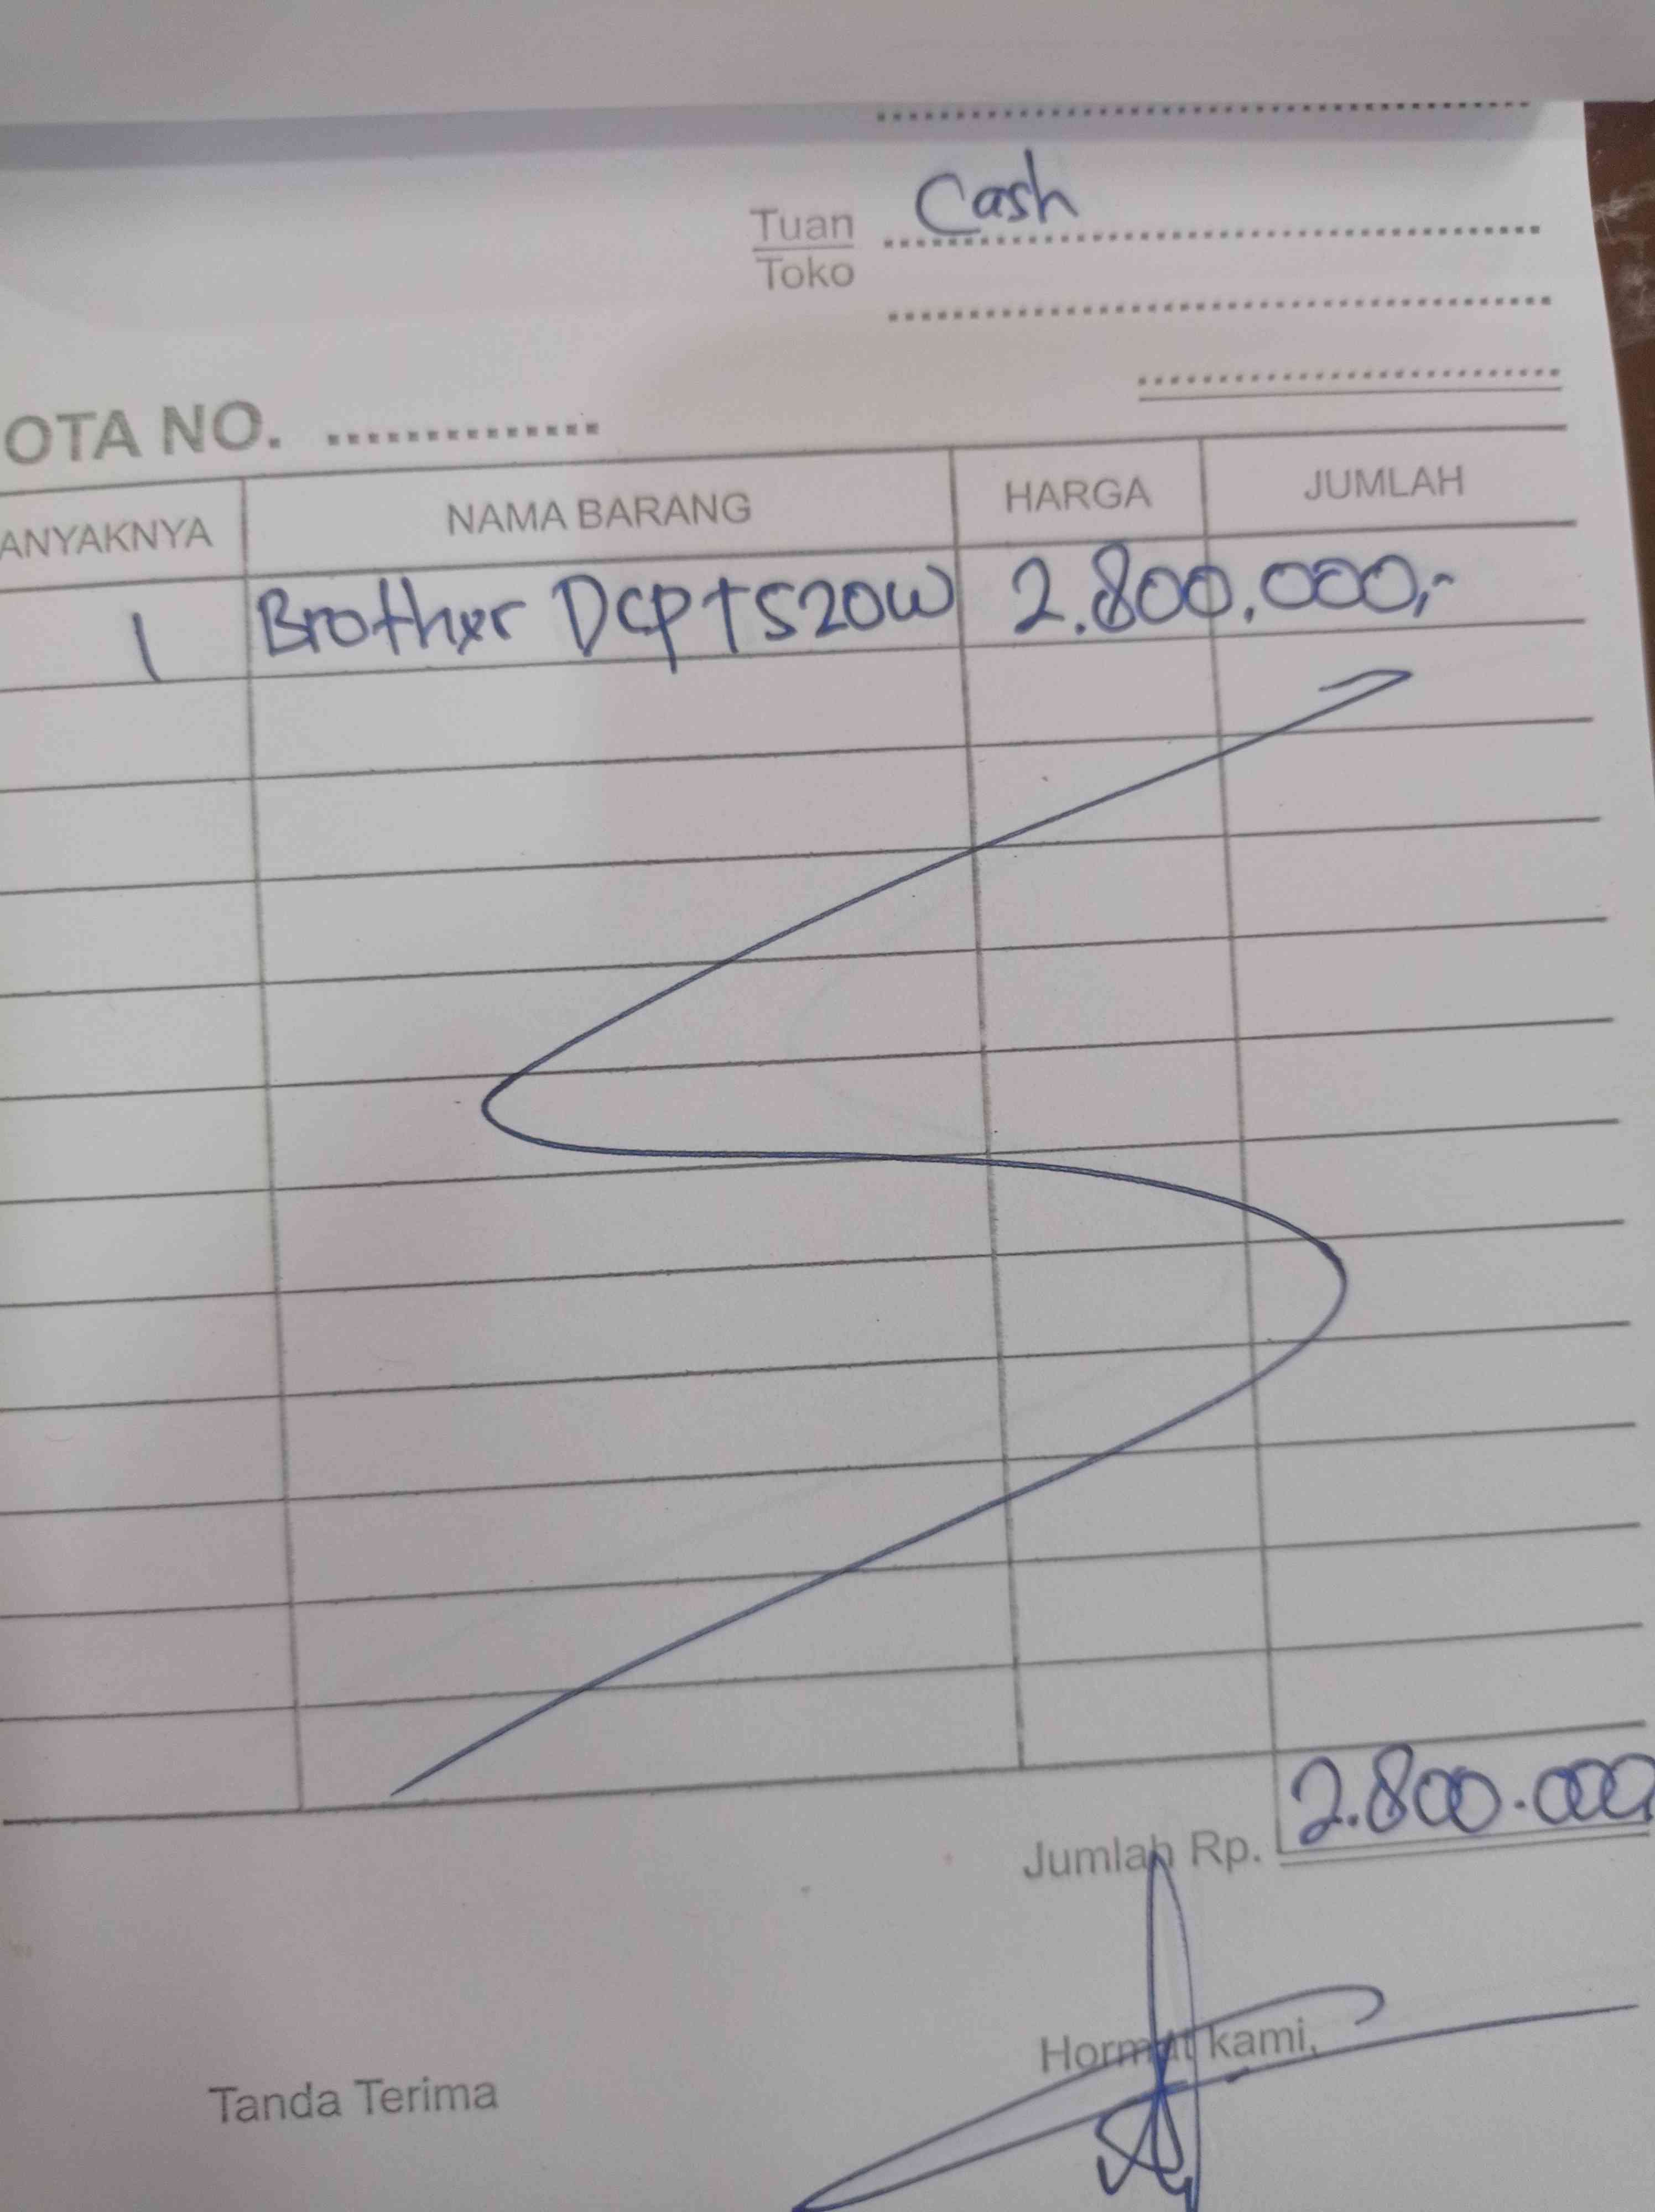 Cash
Tuan
Toko
OTA NO.
ANYAKNYA NAMA BARANG HARGA JUMLAH
1 Brother DCP T520W 2.800.000,-
Jumlah Rp. 2.800.000
Tanda Terima Hormat kami,